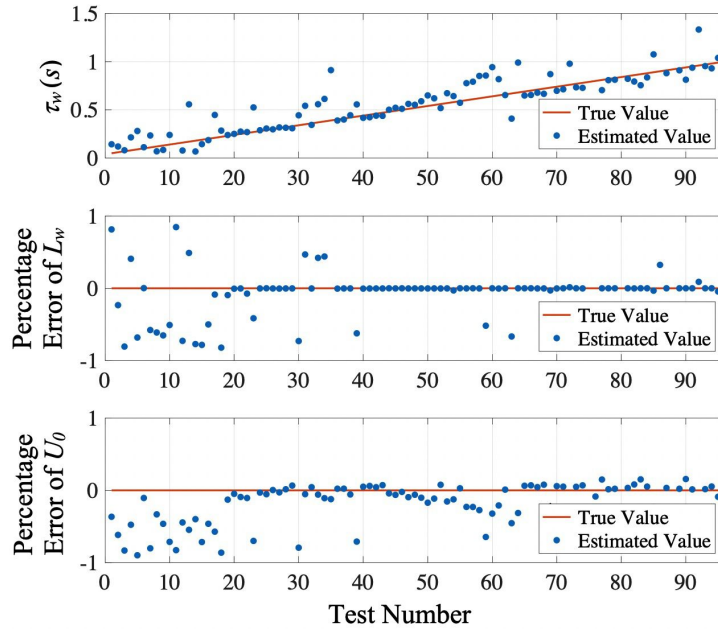 τw(s)
1.5
1
0.5
0
True Value
Estimated Value
0 10 20 30 40 50 60 70 80 90
Percentage
Error of Lw
1
0
-1
True Value
Estimated Value
0 10 20 30 40 50 60 70 80 90
Percentage
Error of U0
1
0
-1
True Value
Estimated Value
0 10 20 30 40 50 60 70 80 90
Test Number